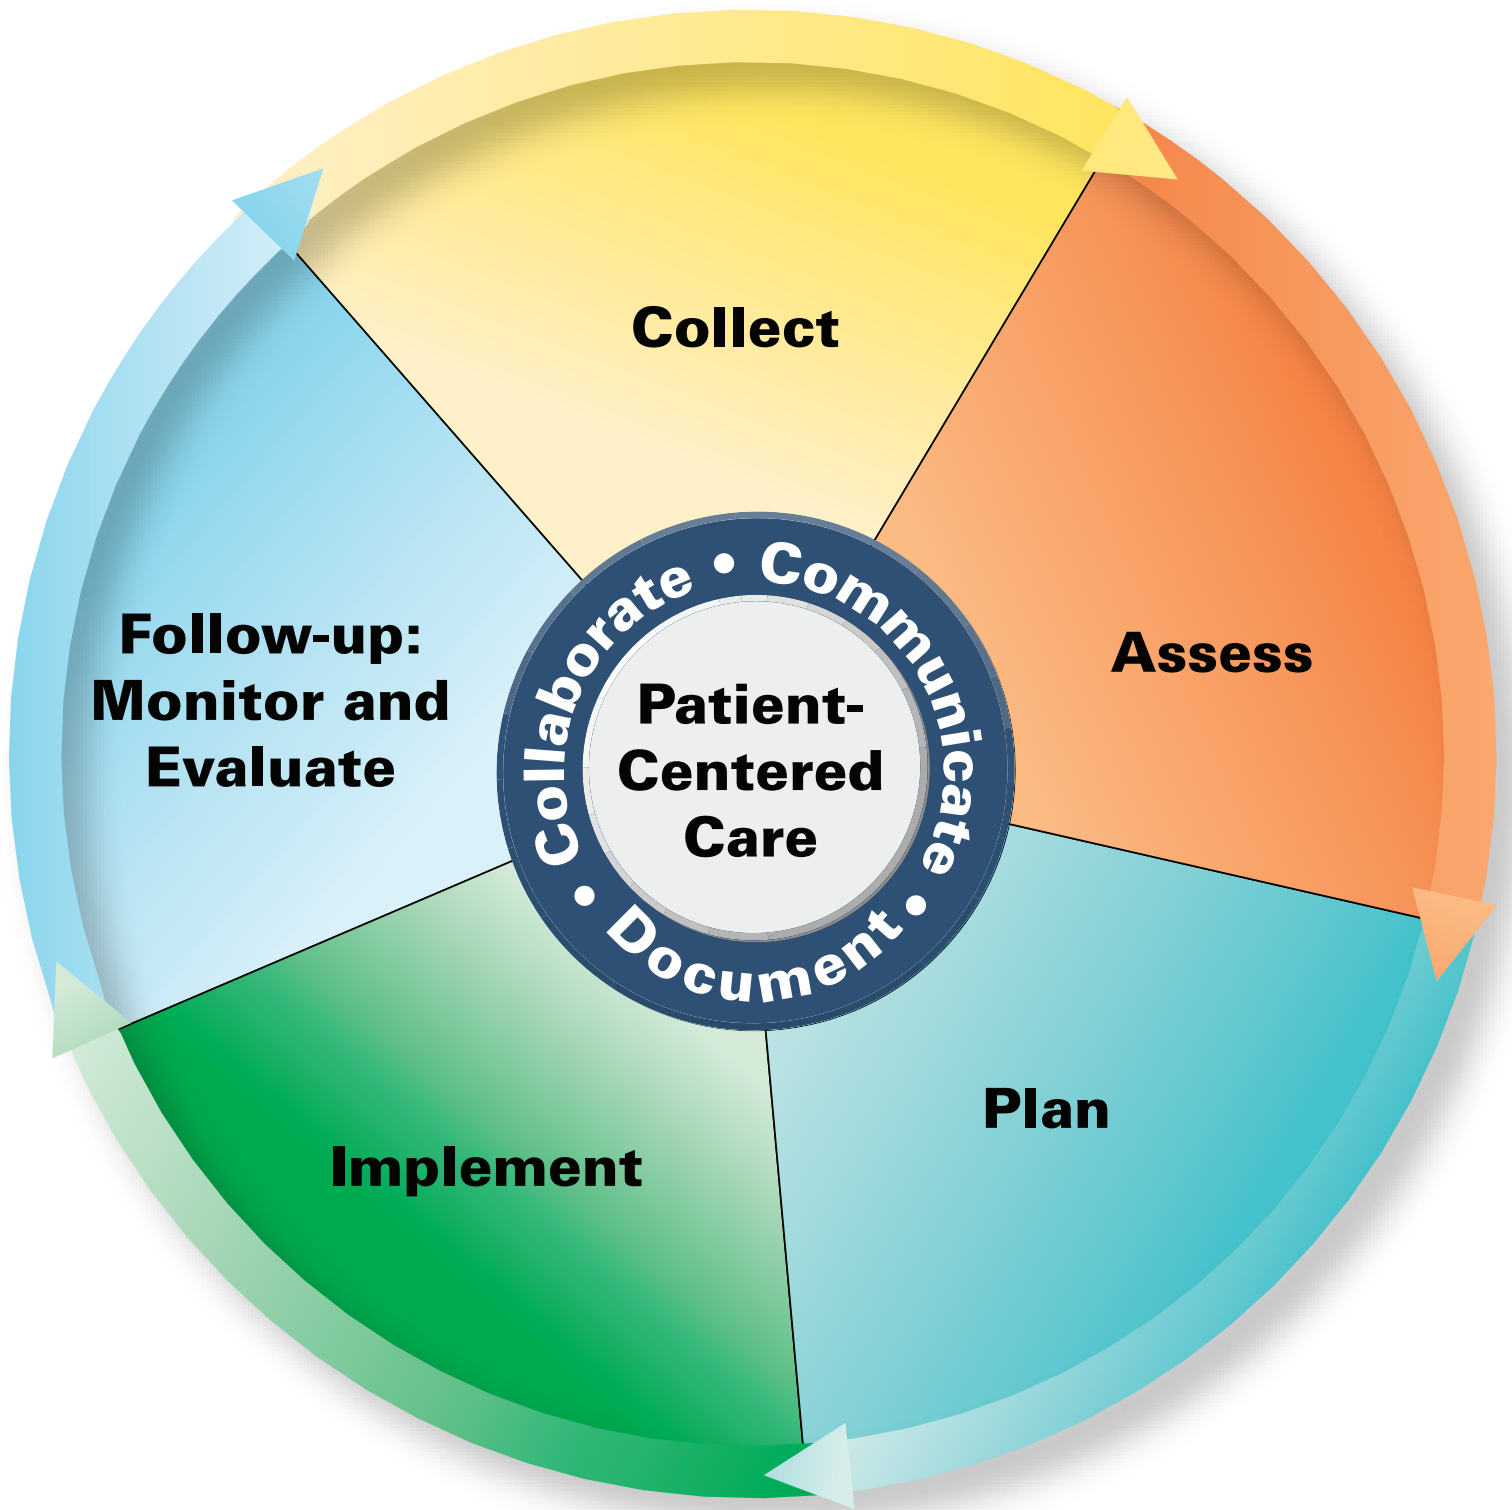 Collect
Assess
Plan
Implement
Follow-up:
Monitor and
Evaluate
Collaborate • Communicate • Document •
Patient-
Centered
Care